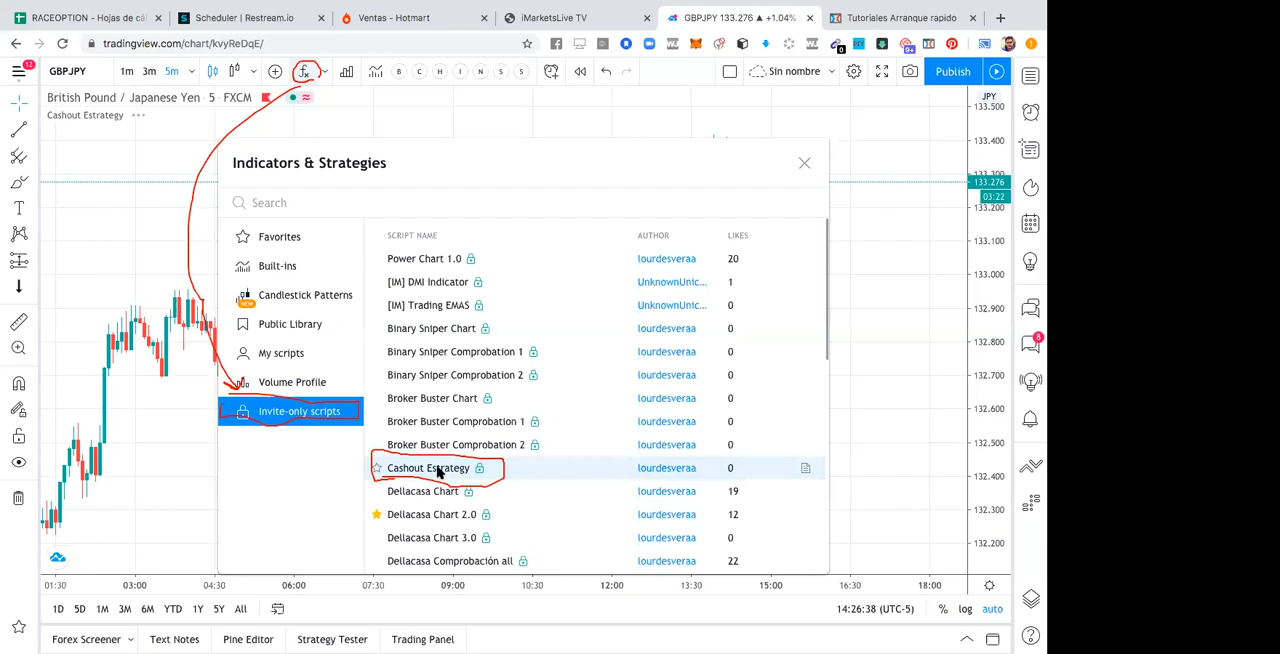 RACEOPTION - Hojas de cál
Scheduler | Restream.io
Ventas - Hotmart
iMarketsLive TV
GBPJPY 133.276 ▲ +1.04%
Tutoriales Arranque rapido
tradingview.com/chart/kvyReDqE/
0
9+
12
GBPJPY
1m 3m 5m
B C H I N S S
Sin nombre
Publish
British Pound / Japanese Yen · 5 · FXCM
JPY
Cashout Estrategy
133.500
133.400
133.300
133.276
03:22
133.200
133.100
133.000
132.900
132.800
132.700
132.600
132.500
132.400
132.300
132.200
Indicators & Strategies
Search
Favorites
Built-ins
Candlestick Patterns
NEW
Public Library
My scripts
Volume Profile
Invite-only scripts
SCRIPT NAME AUTHOR LIKES
Power Chart 1.0 lourdesveraa 20
[IM] DMI Indicator UnknownUnic... 1
[IM] Trading EMAS UnknownUnic... 0
Binary Sniper Chart lourdesveraa 0
Binary Sniper Comprobation 1 lourdesveraa 0
Binary Sniper Comprobation 2 lourdesveraa 0
Broker Buster Chart lourdesveraa 0
Broker Buster Comprobation 1 lourdesveraa 0
Broker Buster Comprobation 2 lourdesveraa 0
Cashout Estrategy lourdesveraa 0
Dellacasa Chart lourdesveraa 19
Dellacasa Chart 2.0 lourdesveraa 12
Dellacasa Chart 3.0 lourdesveraa 0
Dellacasa Comprobación all lourdesveraa 22
01:30 03:00 04:30 06:00 07:30 09:00 10:30 12:00 13:30 15:00 16:30 18:00
1D 5D 1M 3M 6M YTD 1Y 5Y All
14:26:38 (UTC-5) % log auto
Forex Screener Text Notes Pine Editor Strategy Tester Trading Panel